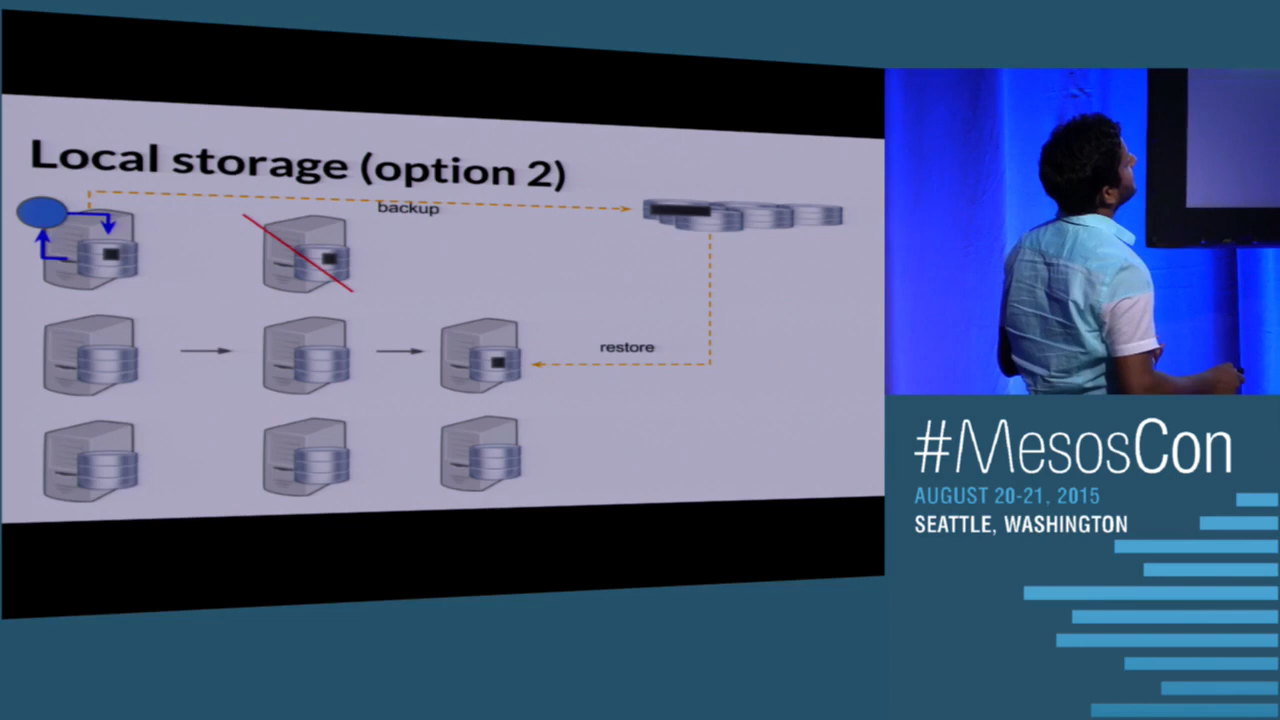 Local storage (option 2)
backup
restore
#MesosCon
AUGUST 20-21, 2015
SEATTLE, WASHINGTON